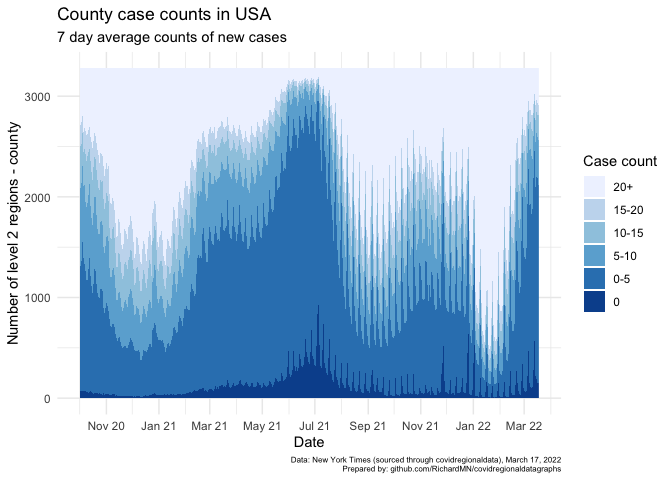 County case counts in USA
7 day average counts of new cases
Number of level 2 regions - county
3000
2000
1000
0
Nov 20 Jan 21 Mar 21 May 21 Jul 21 Sep 21 Nov 21 Jan 22 Mar 22
Date
Case count
20+
15-20
10-15
5-10
0-5
0
Data: New York Times (sourced through covidregionaldata), March 17, 2022
Prepared by: github.com/RichardMN/covidregionaldatagraphs